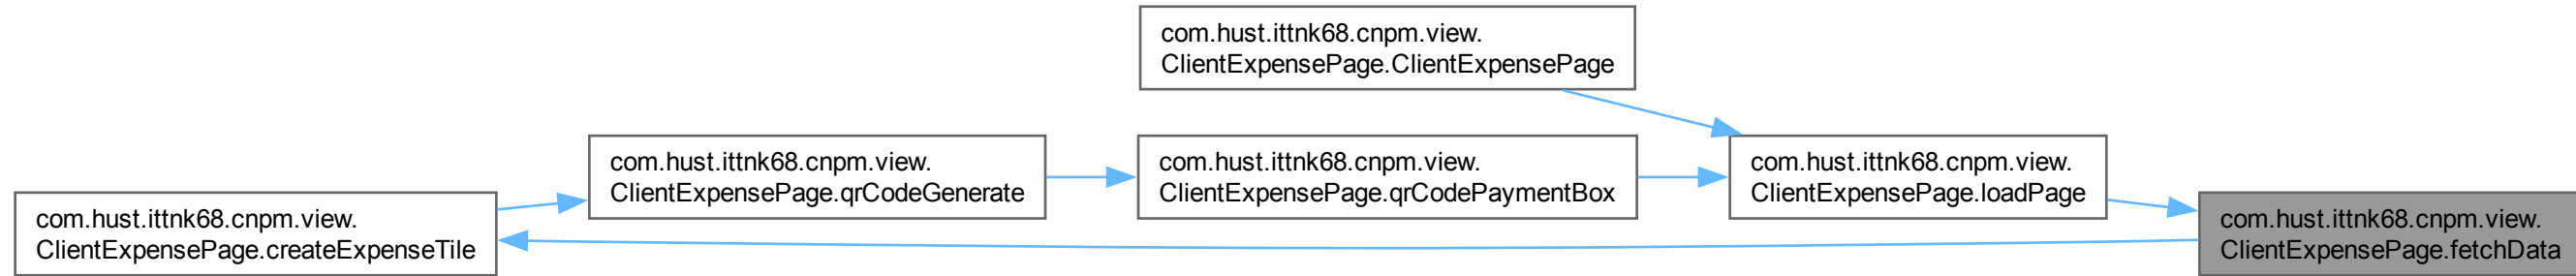 com.hust.ittnk68.cnpm.view.
ClientExpensePage.ClientExpensePage
com.hust.ittnk68.cnpm.view.
ClientExpensePage.qrCodeGenerate
com.hust.ittnk68.cnpm.view.
ClientExpensePage.qrCodePaymentBox
com.hust.ittnk68.cnpm.view.
ClientExpensePage.loadPage
com.hust.ittnk68.cnpm.view.
ClientExpensePage.createExpenseTile
com.hust.ittnk68.cnpm.view.
ClientExpensePage.fetchData